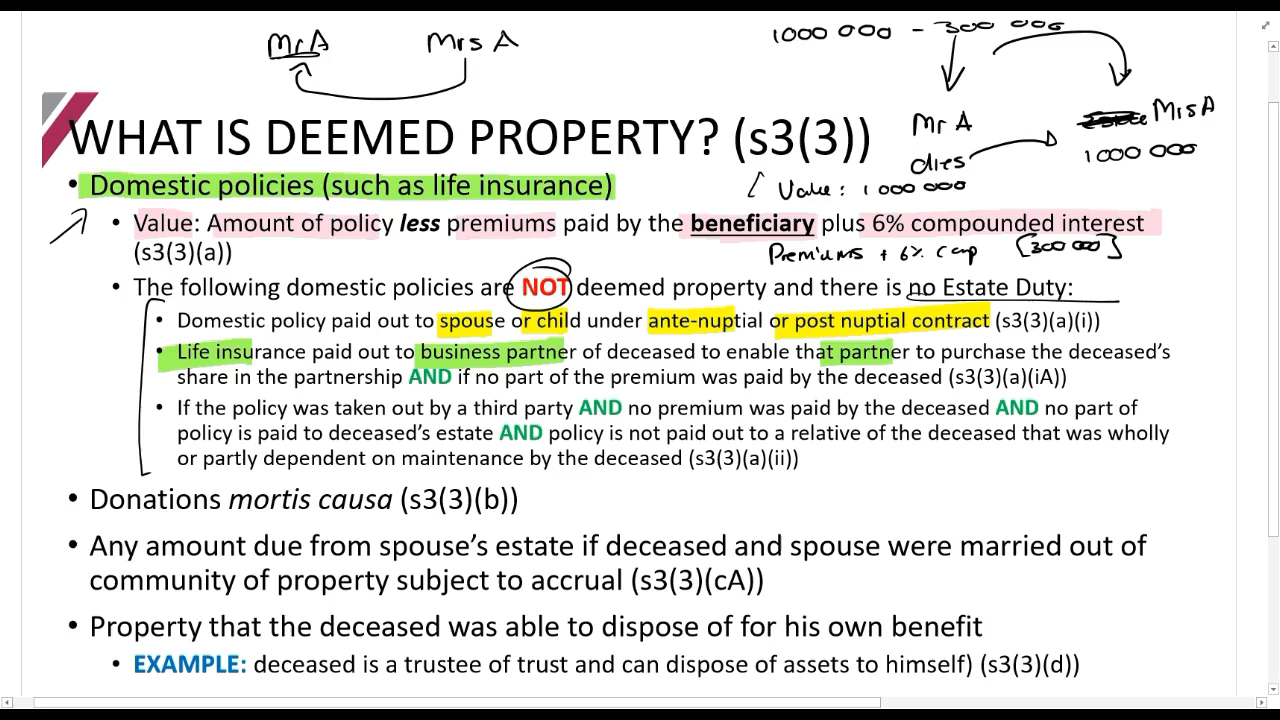 Mr A Mrs A 1000 000 - 300 000
WHAT IS DEEMED PROPERTY? (s3(3))
Mr A
dies
Mrs A
1000 000
• Domestic policies (such as life insurance)
Value: 1 000 000
• Value: Amount of policy less premiums paid by the beneficiary plus 6% compounded interest
(s3(3)(a))
Premiums + 6% Comp [300 000]
• The following domestic policies are NOT deemed property and there is no Estate Duty:
• Domestic policy paid out to spouse or child under ante-nuptial or post nuptial contract (s3(3)(a)(i))
• Life insurance paid out to business partner of deceased to enable that partner to purchase the deceased’s
share in the partnership AND if no part of the premium was paid by the deceased (s3(3)(a)(iA))
• If the policy was taken out by a third party AND no premium was paid by the deceased AND no part of
policy is paid to deceased’s estate AND policy is not paid out to a relative of the deceased that was wholly
or partly dependent on maintenance by the deceased (s3(3)(a)(ii))
• Donations mortis causa (s3(3)(b))
• Any amount due from spouse’s estate if deceased and spouse were married out of
community of property subject to accrual (s3(3)(cA))
• Property that the deceased was able to dispose of for his own benefit
• EXAMPLE: deceased is a trustee of trust and can dispose of assets to himself) (s3(3)(d))